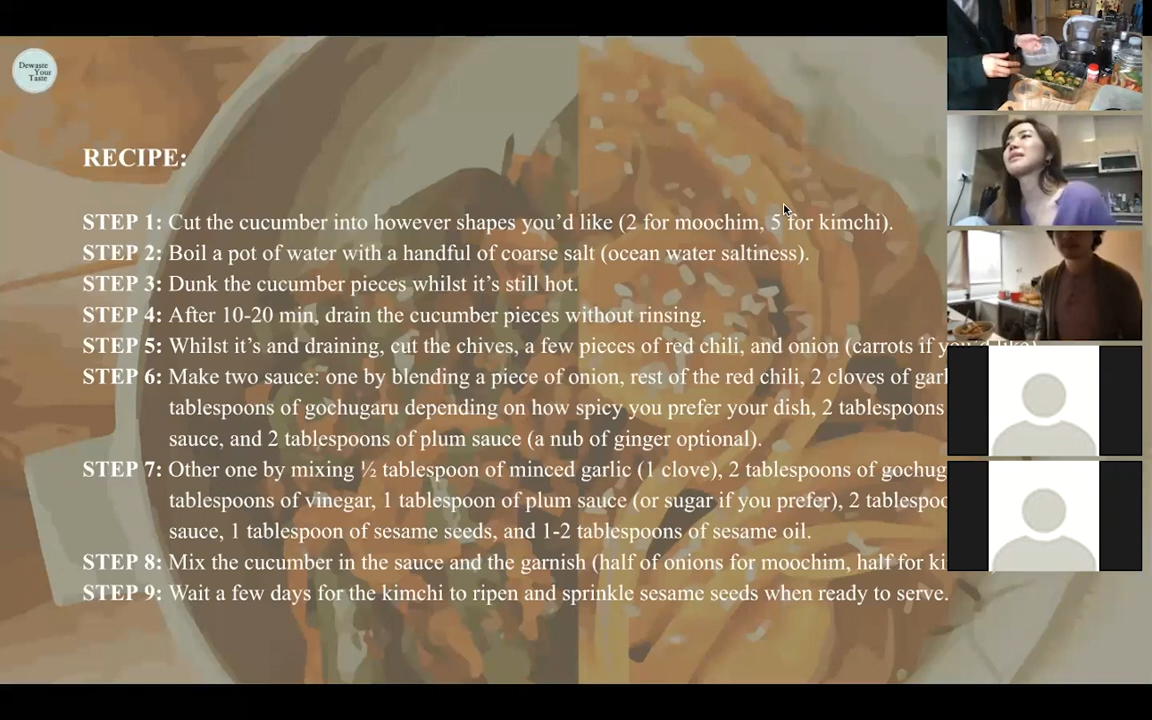 Dewaste
Your
Taste
RECIPE:
STEP 1: Cut the cucumber into however shapes you’d like (2 for moochim, 5 for kimchi).
STEP 2: Boil a pot of water with a handful of coarse salt (ocean water saltiness).
STEP 3: Dunk the cucumber pieces whilst it’s still hot.
STEP 4: After 10-20 min, drain the cucumber pieces without rinsing.
STEP 5: Whilst it’s and draining, cut the chives, a few pieces of red chili, and onion (carrots if you’d like).
STEP 6: Make two sauce: one by blending a piece of onion, rest of the red chili, 2 cloves of
tablespoons of gochugaru depending on how spicy you prefer your dish, 2 tablespoons
sauce, and 2 tablespoons of plum sauce (a nub of ginger optional).
STEP 7: Other one by mixing ½ tablespoon of minced garlic (1 clove), 2 tablespoons of
tablespoons of vinegar, 1 tablespoon of plum sauce (or sugar if you prefer), 2
sauce, 1 tablespoon of sesame seeds, and 1-2 tablespoons of sesame oil.
STEP 8: Mix the cucumber in the sauce and the garnish (half of onions for moochim, half for
STEP 9: Wait a few days for the kimchi to ripen and sprinkle sesame seeds when ready to serve.